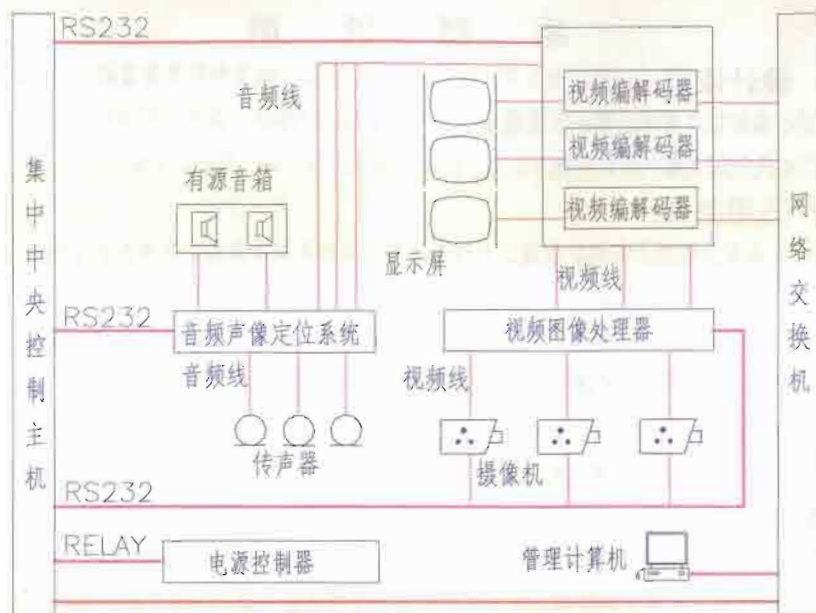 RS232
音频线
视频编解码器
视频编解码器
视频编解码器
有源音箱
显示屏
视频线
集中中央控制主机
网络交换机
RS232
音频声像定位系统
视频图像处理器
音频线
视频线
传声器
摄像机
RS232
RELAY
电源控制器
管理计算机